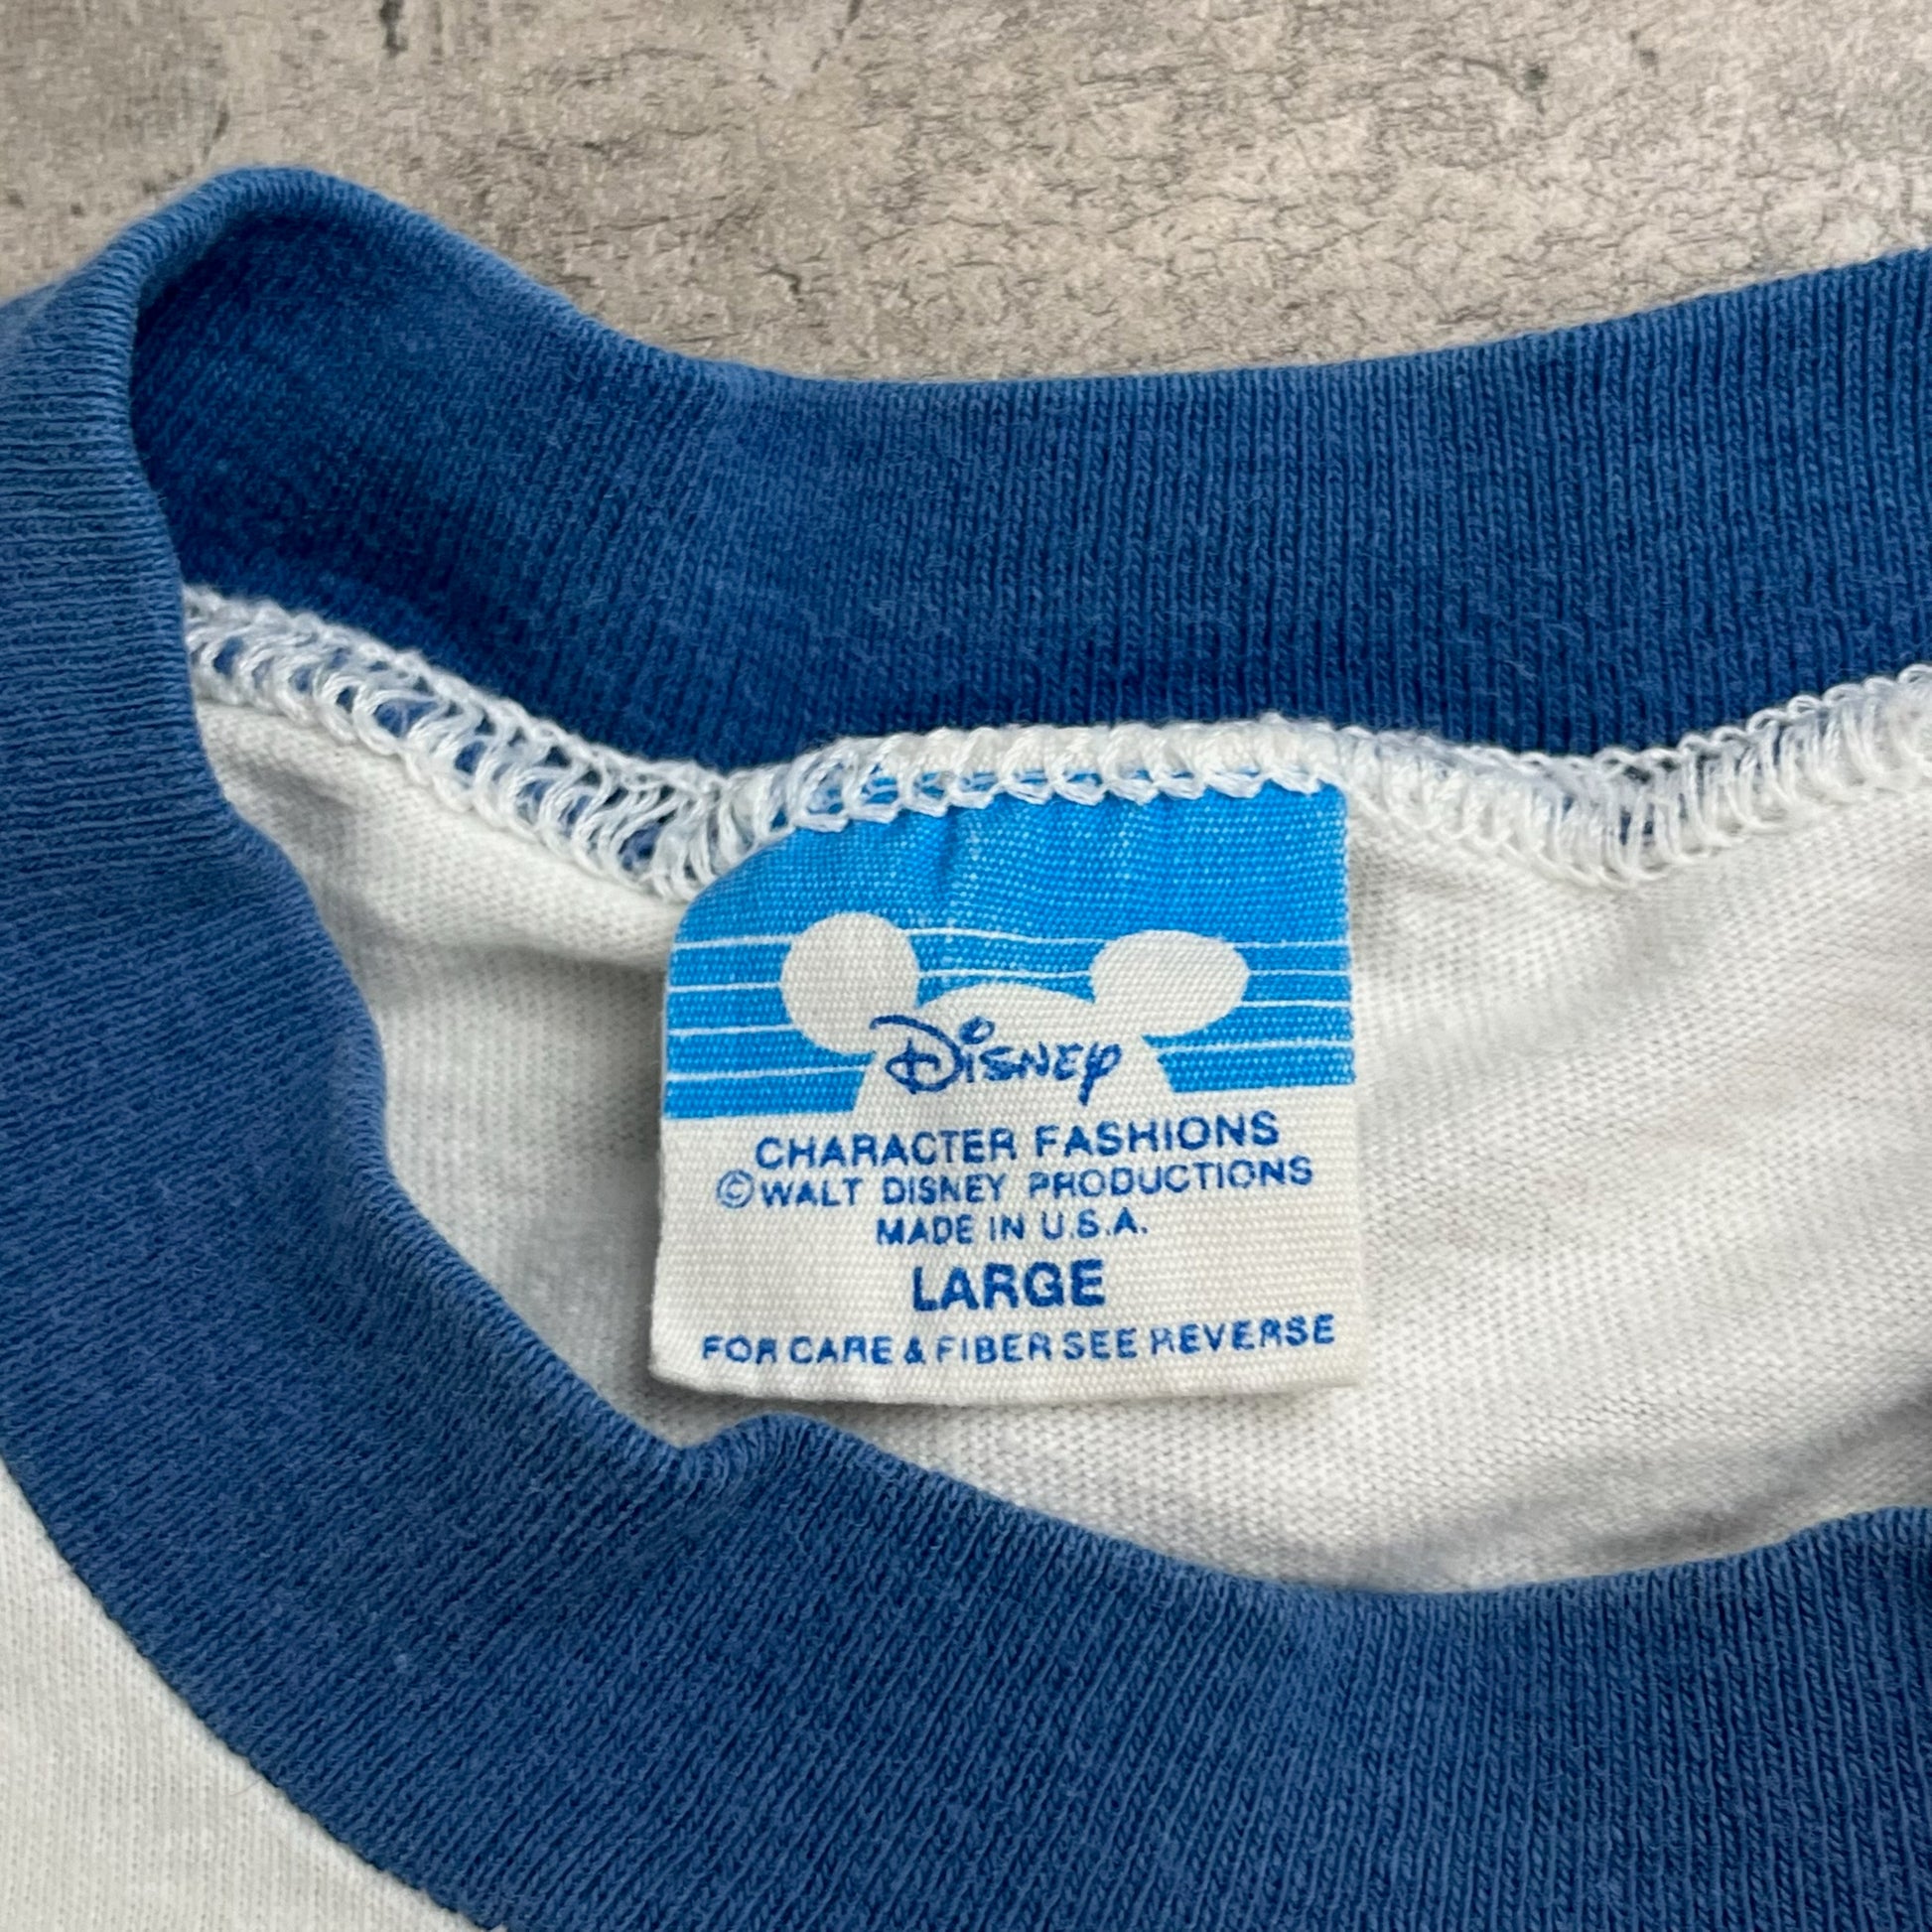 Disney
CHARACTER FASHIONS
©WALT DISNEY PRODUCTIONS
MADE IN U.S.A.
LARGE
FOR CARE & FIBER SEE REVERSE